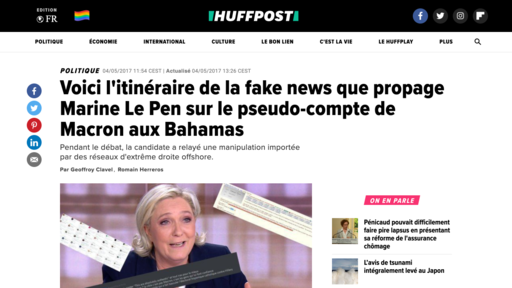 EDITION
FR
HUFFPOST
POLITIQUE
ÉCONOMIE
INTERNATIONAL
CULTURE
LE BON LIEN
C'EST LA VIE
LE HUFFPLAY
PLUS
POLITIQUE 04/05/2017 11:54 CEST | Actualisé 04/05/2017 13:26 CEST
Voici l'itinéraire de la fake news que propage
Marine Le Pen sur le pseudo-compte de
Macron aux Bahamas
Pendant le débat, la candidate a relayé une manipulation importée
par des réseaux d'extrême droite offshore.
Par Geoffroy Clavel, Romain Herreros
ON EN PARLE
Pénicaud pouvait difficilement
faire pire lapsus en présentant
sa réforme de l'assurance
chômage
L'avis de tsunami
intégralement levé au Japon